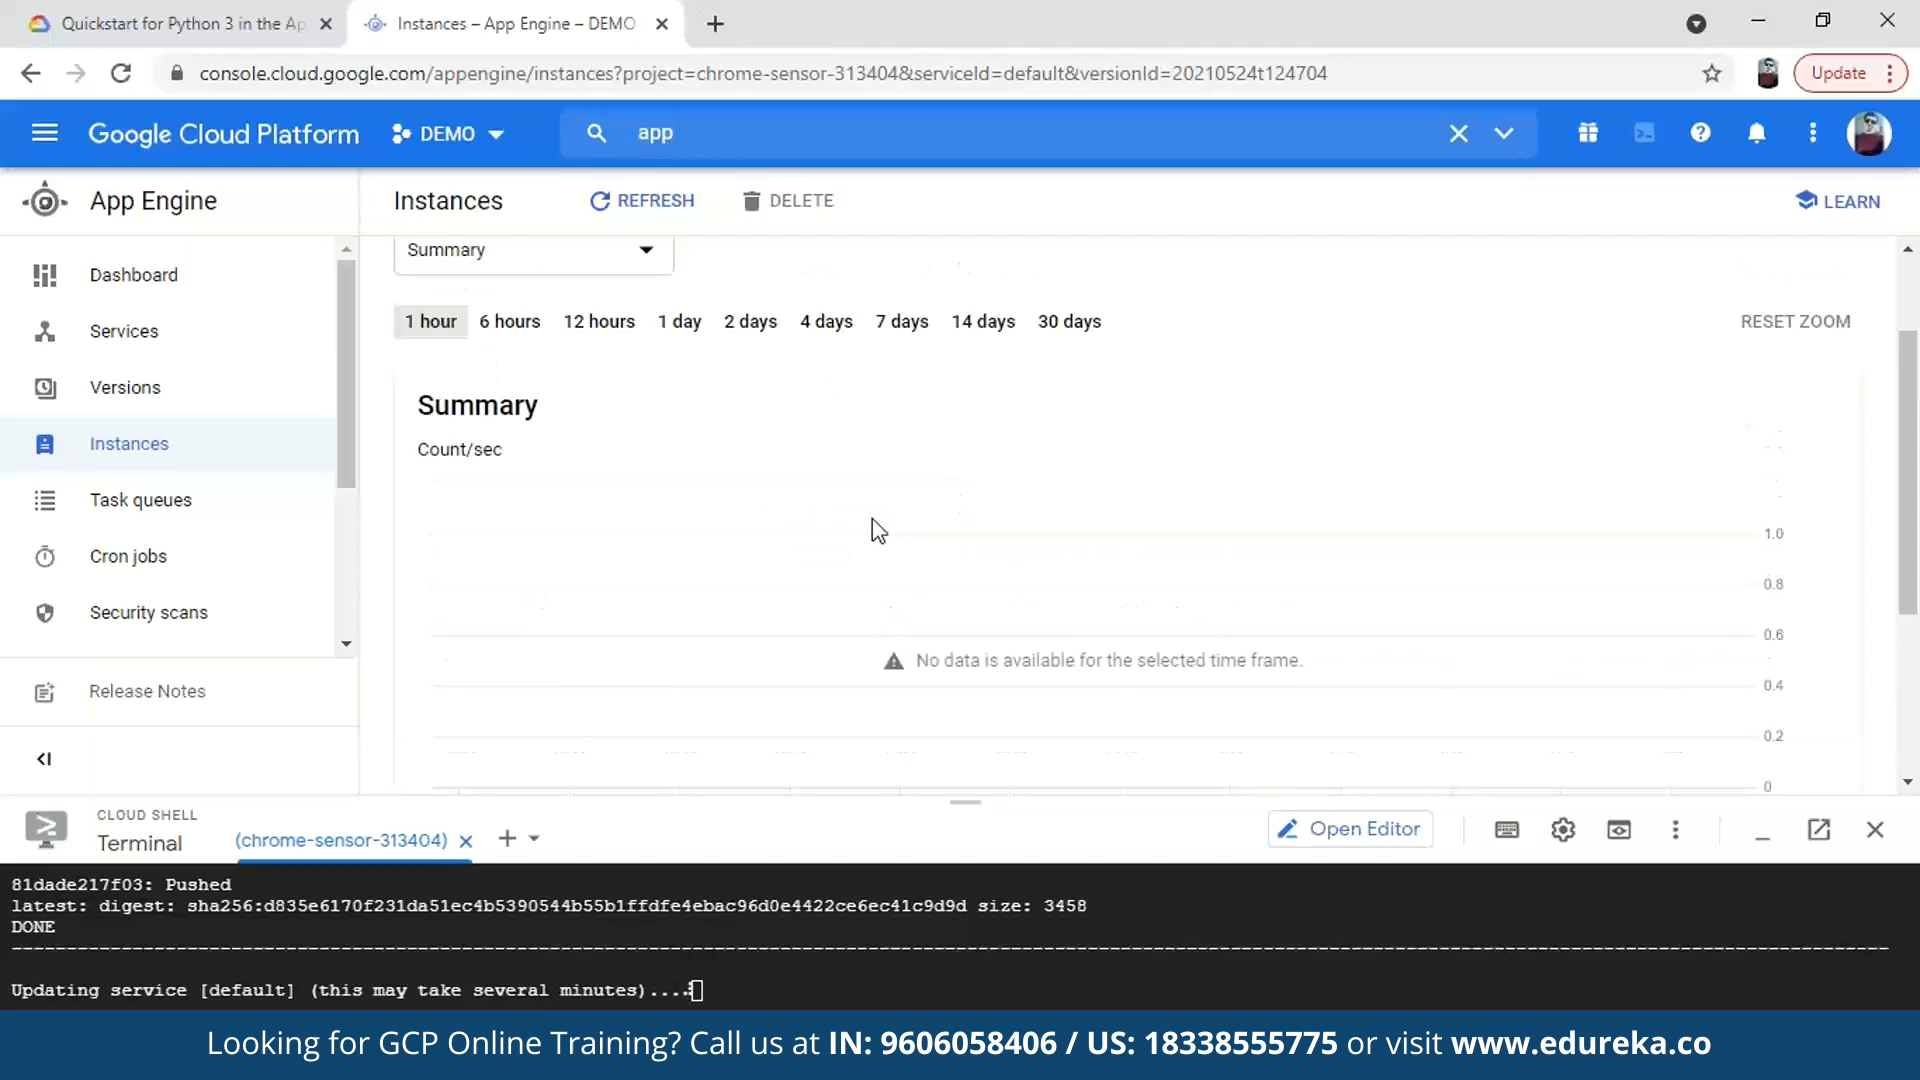 Quickstart for Python 3 in the Ap
Instances – App Engine – DEMO
console.cloud.google.com/appengine/instances?project=chrome-sensor-313404&serviceId=default&versionId=20210524t124704
Update
Google Cloud Platform
DEMO
app
App Engine
Instances
REFRESH
DELETE
LEARN
Dashboard
Services
Versions
Instances
Task queues
Cron jobs
Security scans
Release Notes
Summary
1 hour 6 hours 12 hours 1 day 2 days 4 days 7 days 14 days 30 days
RESET ZOOM
Summary
Count/sec
1.0
0.8
0.6
No data is available for the selected time frame.
0.4
0.2
0
CLOUD SHELL
Terminal
(chrome-sensor-313404)
Open Editor
81dade217f03: Pushed
latest: digest: sha256:d835e6170f231da51ec4b5390544b55b1ffdfe4ebac96d0e4422ce6ec41c9d9d size: 3458
DONE
Updating service [default] (this may take several minutes)...
Looking for GCP Online Training? Call us at IN: 9606058406 / US: 18338555775 or visit www.edureka.co